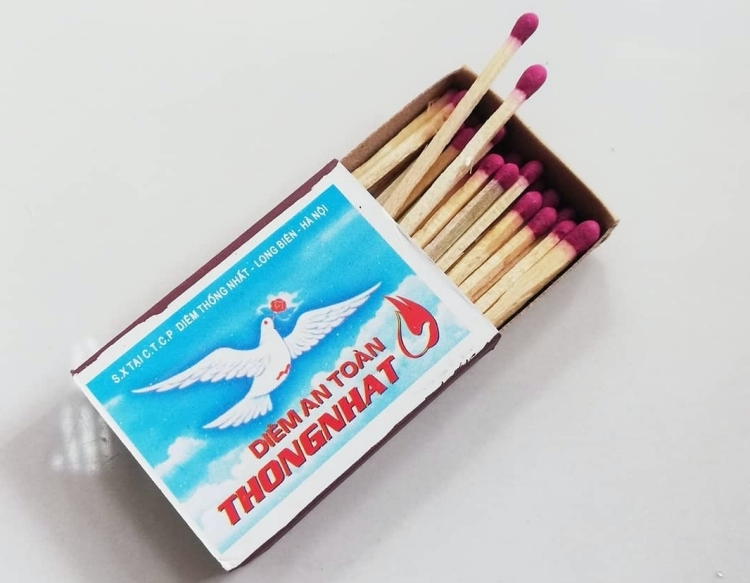 S.X TẠI C.T.C.P DIÊM THỐNG NHẤT - LONG BIÊN - HÀ NỘI
DIÊM AN TOÀN
THONGNHAT